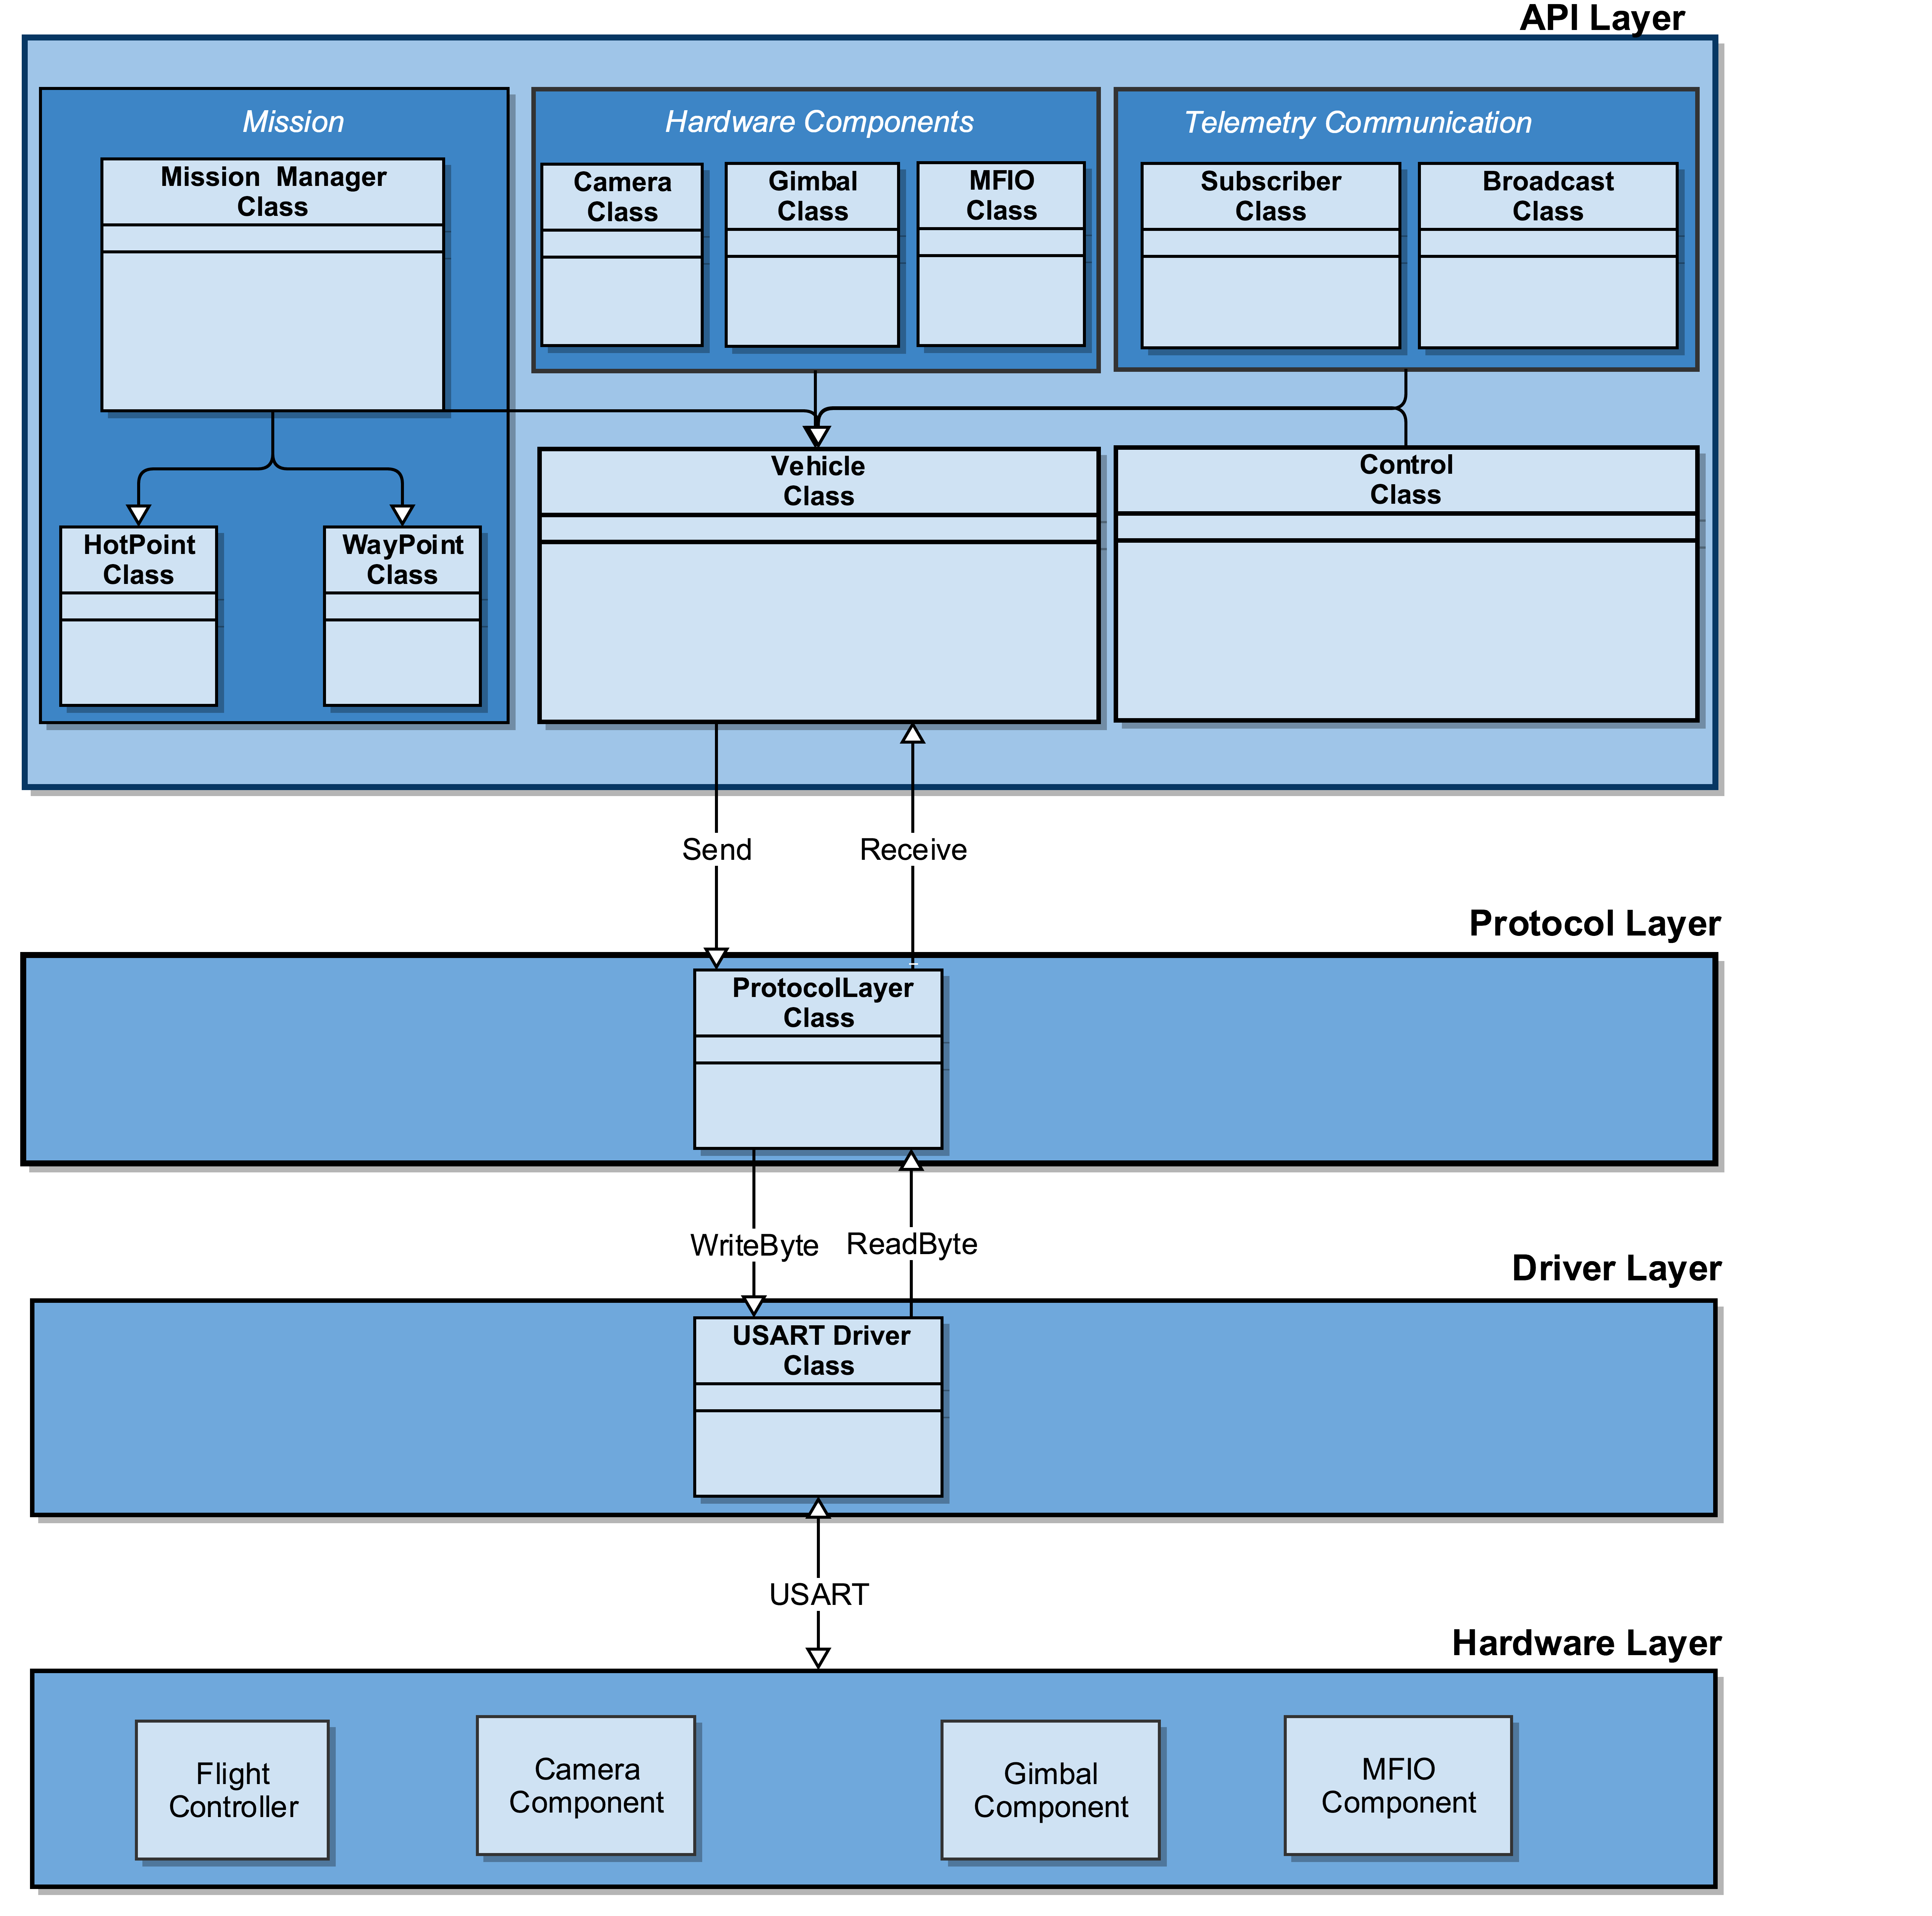 API Layer
Mission
Mission Manager
Class
HotPoint
Class
WayPoint
Class
Hardware Components
Camera
Class
Gimbal
Class
MFIO
Class
Telemetry Communication
Subscriber
Class
Broadcast
Class
Vehicle
Class
Control
Class
Send
Receive
Protocol Layer
ProtocolLayer
Class
WriteByte
ReadByte
Driver Layer
USART Driver
Class
USART
Hardware Layer
Flight
Controller
Camera
Component
Gimbal
Component
MFIO
Component